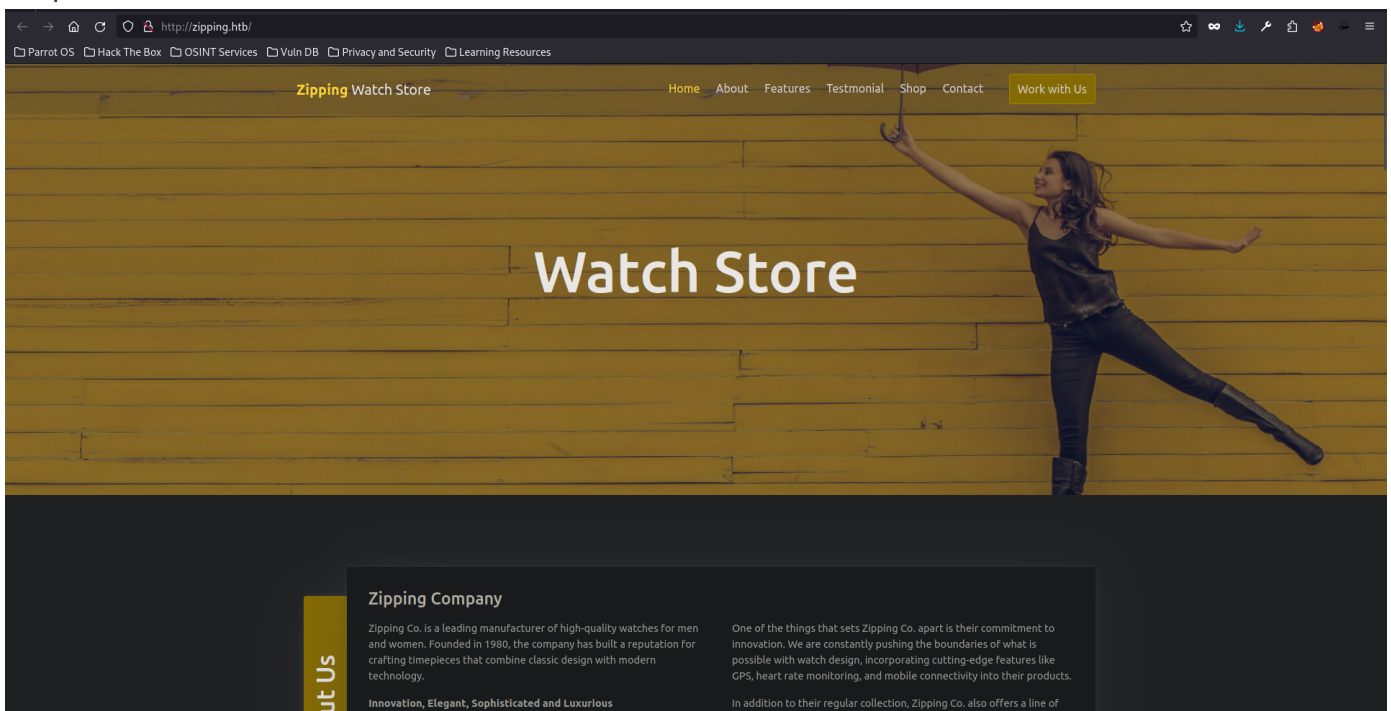 http://zipping.htb/
Parrot OS Hack The Box OSINT Services Vuln DB Privacy and Security Learning Resources
Zipping Watch Store Home About Features Testmonial Shop Contact Work with Us
Watch Store
Zipping Company
Zipping Co. is a leading manufacturer of high-quality watches for men
and women. Founded in 1980, the company has built a reputation for
crafting timepieces that combine classic design with modern
technology.
Innovation, Elegant, Sophisticated and Luxurious
One of the things that sets Zipping Co. apart is their commitment to
innovation. We are constantly pushing the boundaries of what is
possible with watch design, incorporating cutting-edge features like
GPS, heart rate monitoring, and mobile connectivity into their products.
In addition to their regular collection, Zipping Co. also offers a line of
ut Us